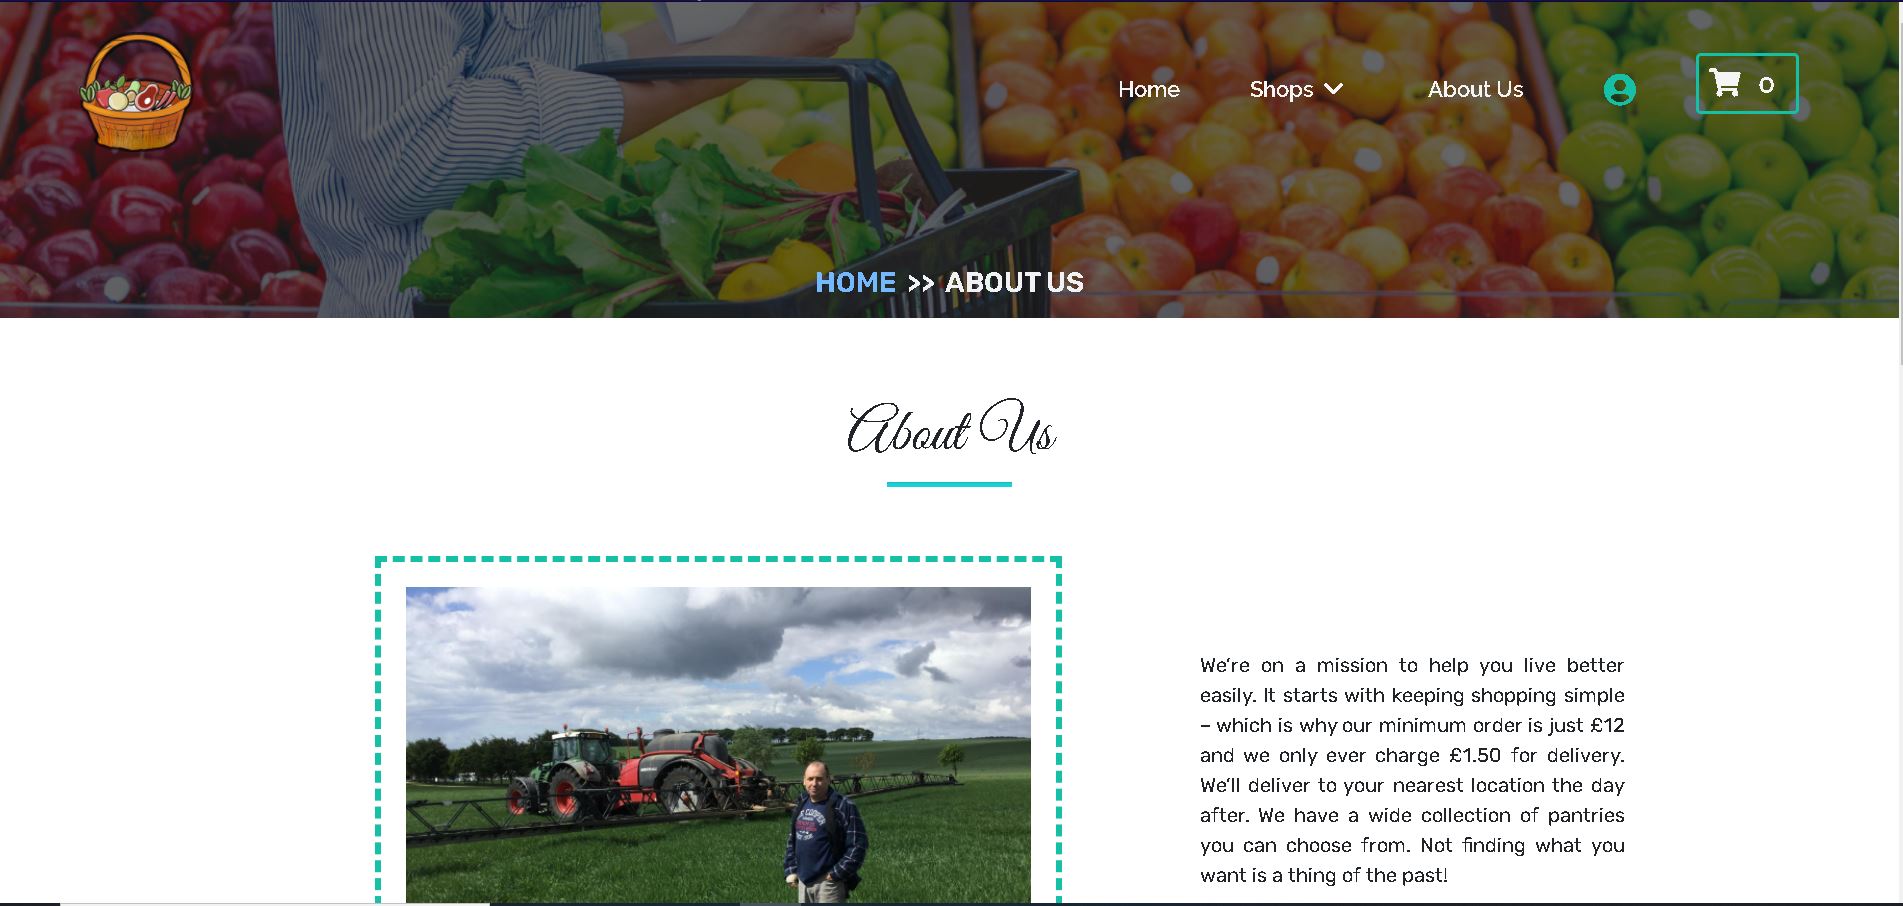 Home Shops About Us 0
HOME >> ABOUT US
About Us
We're on a mission to help you live better
easily. It starts with keeping shopping simple
– which is why our minimum order is just £12
and we only ever charge £1.50 for delivery.
We'll deliver to your nearest location the day
after. We have a wide collection of pantries
you can choose from. Not finding what you
want is a thing of the past!